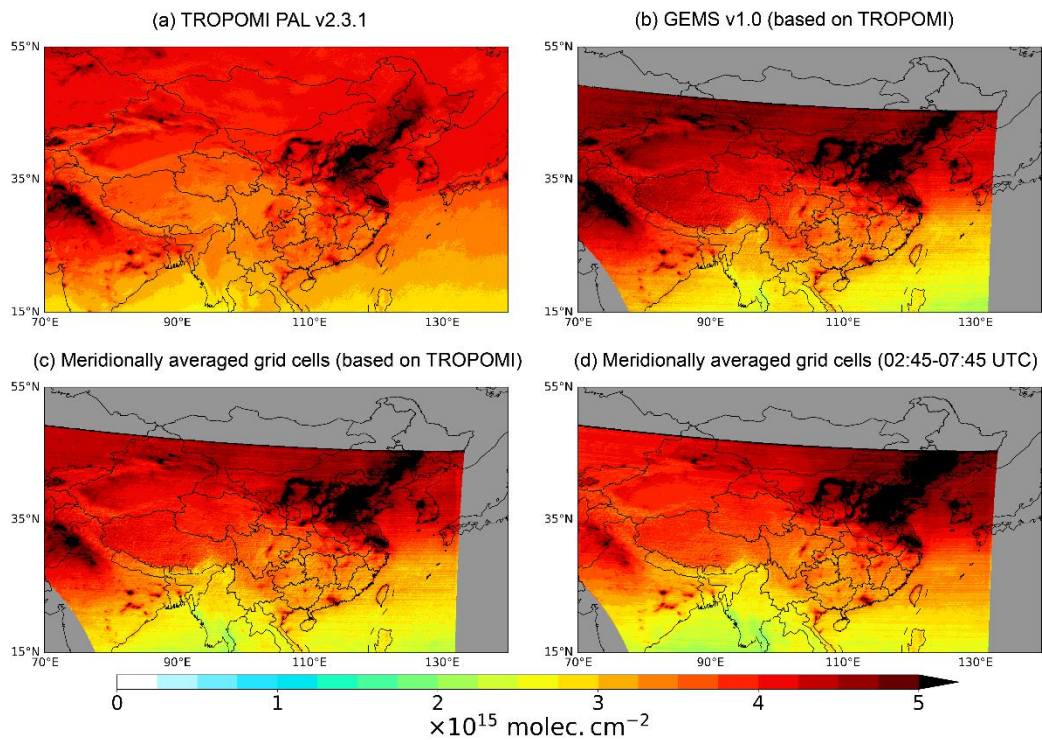 (a) TROPOMI PAL v2.3.1
(b) GEMS v1.0 (based on TROPOMI)
55°N
35°N
15°N
70°E 90°E 110°E 130°E
55°N
35°N
15°N
70°E 90°E 110°E 130°E
(c) Meridionally averaged grid cells (based on TROPOMI)
(d) Meridionally averaged grid cells (02:45-07:45 UTC)
55°N
35°N
15°N
70°E 90°E 110°E 130°E
55°N
35°N
15°N
70°E 90°E 110°E 130°E
0 1 2 3 4 5
×10¹⁵ molec. cm⁻²